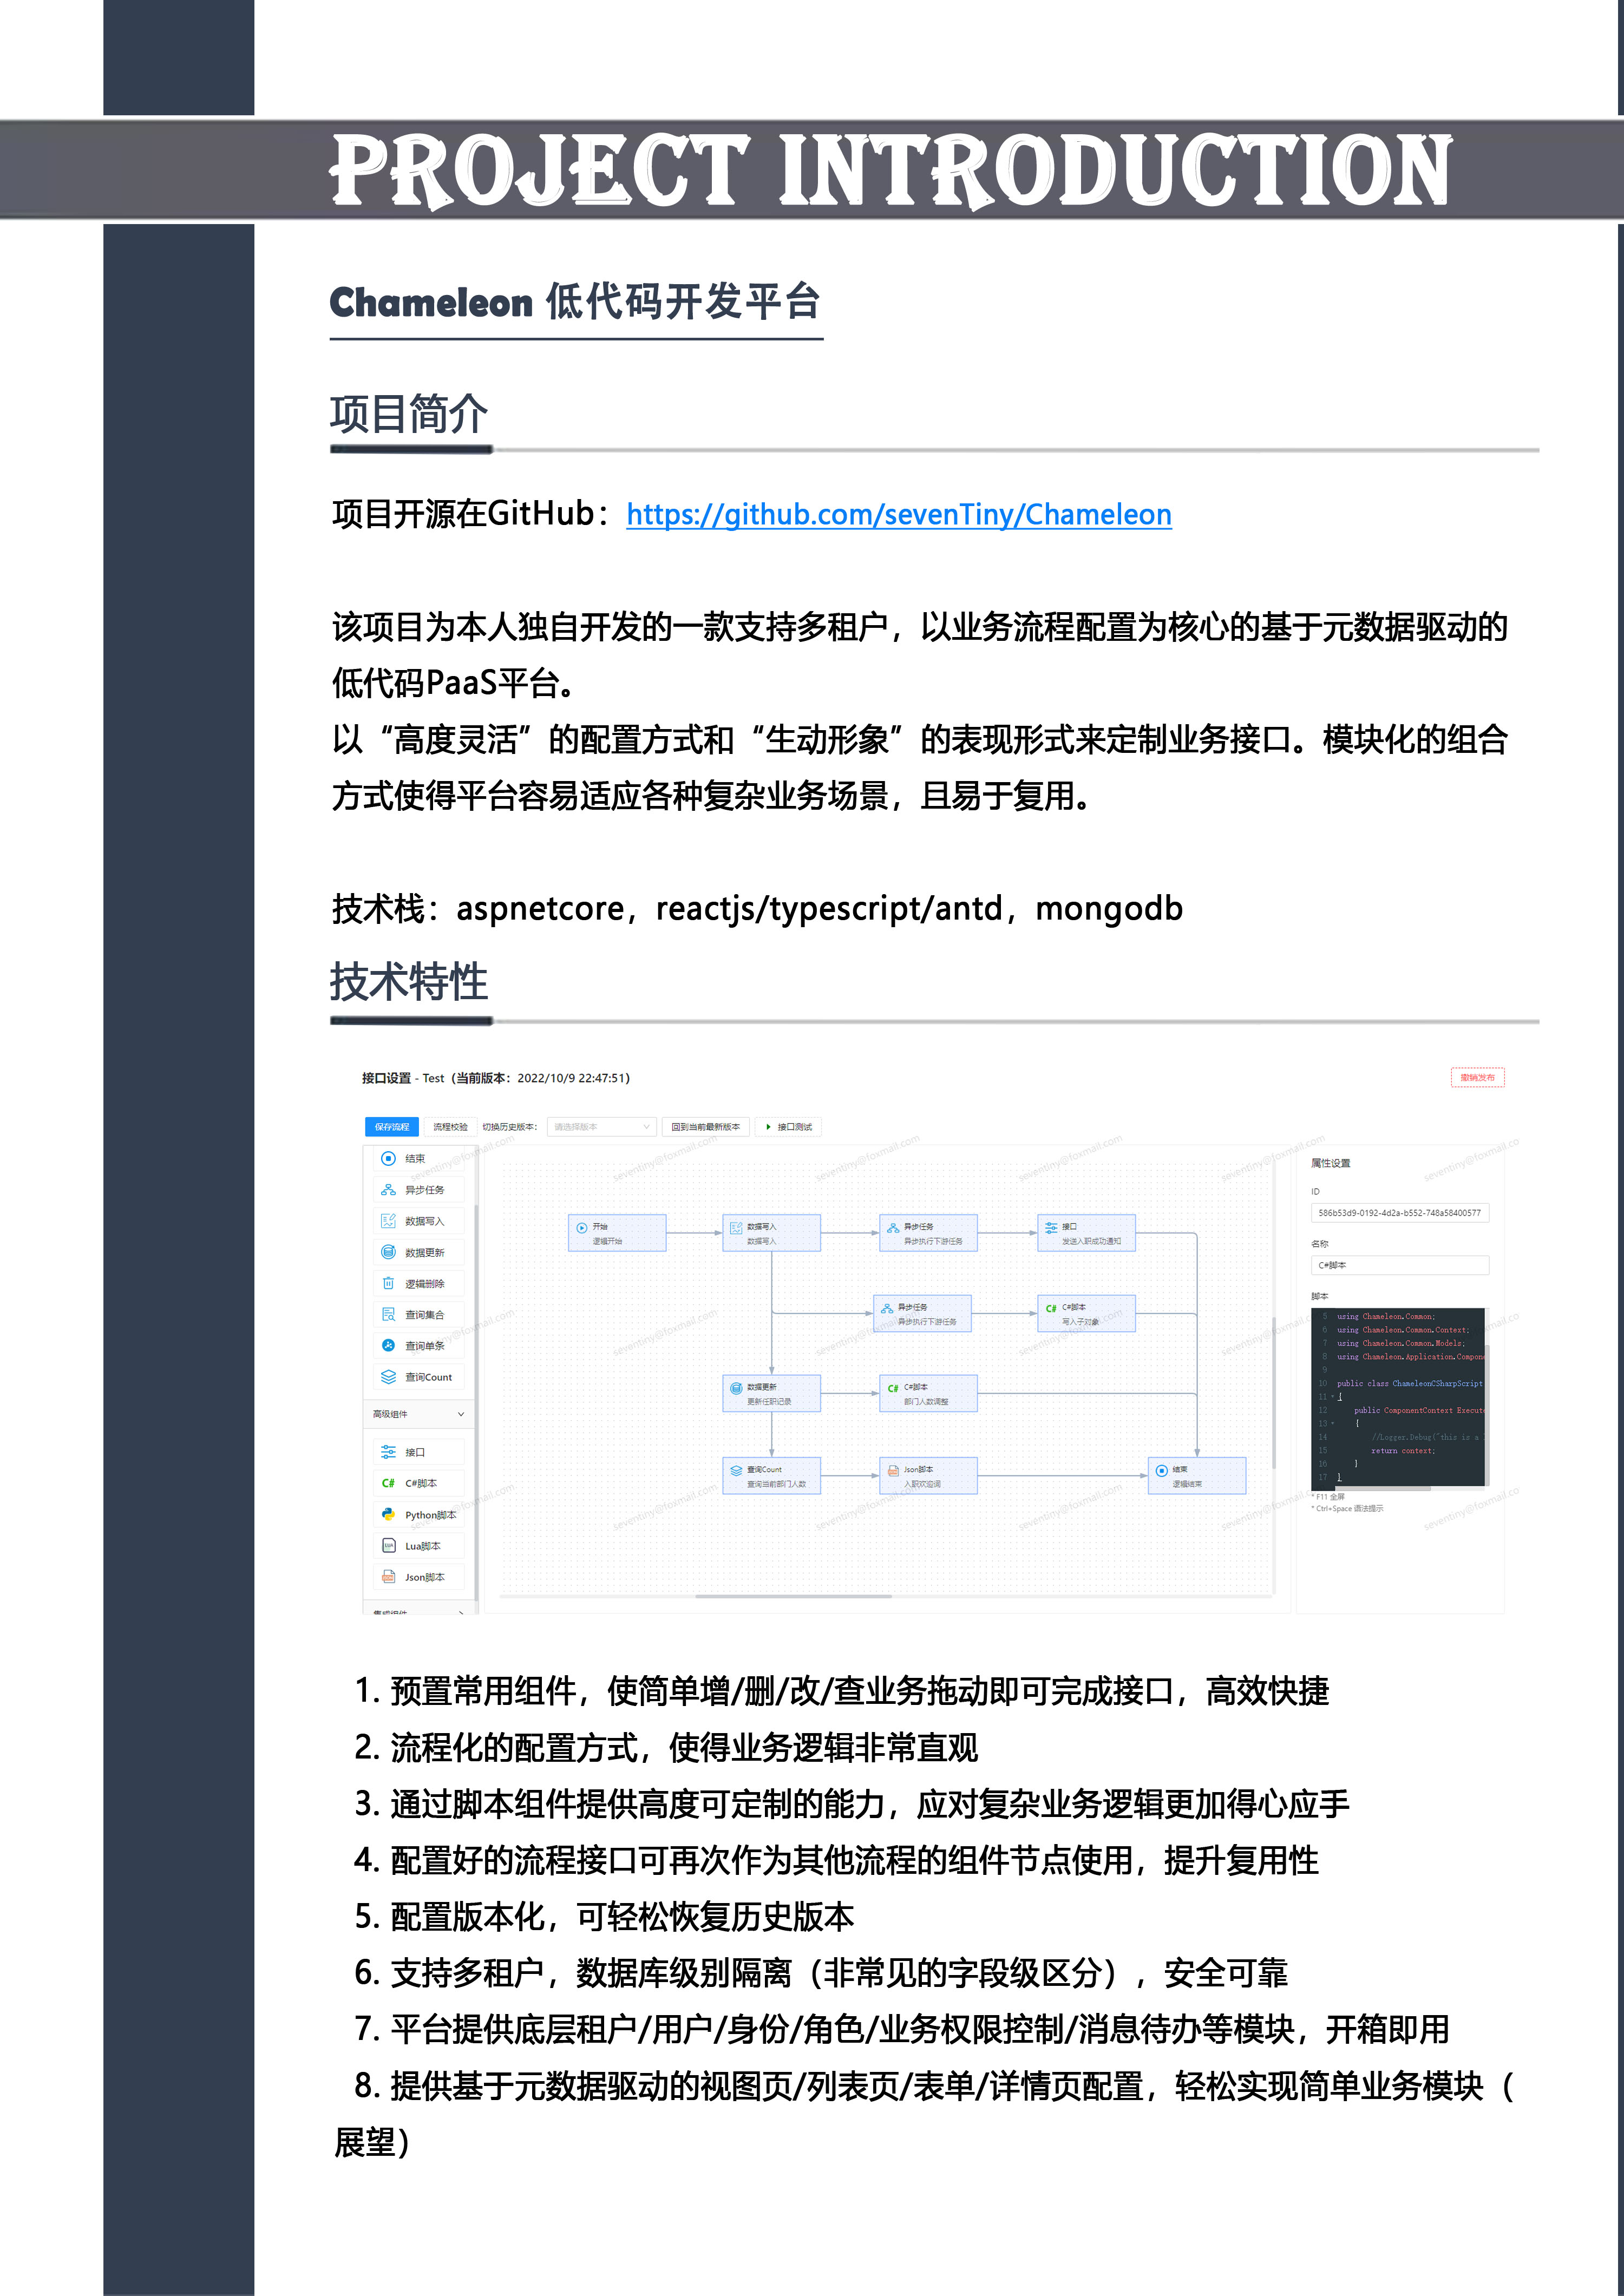 PROJECT INTRODUCTION
Chameleon 低代码开发平台
项目简介
项目开源在GitHub：https://github.com/sevenTiny/Chameleon
该项目为本人独自开发的一款支持多租户，以业务流程配置为核心的基于元数据驱动的
低代码PaaS平台。
以“高度灵活”的配置方式和“生动形象”的表现形式来定制业务接口。模块化的组合
方式使得平台容易适应各种复杂业务场景，且易于复用。
技术栈：aspnetcore，reactjs/typescript/antd，mongodb
技术特性
接口设置 - Test（当前版本：2022/10/9 22:47:51）
撤销发布
保存流程 流程校验 切换历史版本： 请选择版本 回到当前最新版本 接口测试
结束
异步任务
数据写入
数据更新
逻辑删除
查询集合
查询单条
查询Count
高级组件
接口
C# C#脚本
Python脚本
Lua脚本
Json脚本
集成组件
开始
逻辑开始
数据写入
数据写入
异步任务
异步执行下游任务
接口
发送入职成功通知
异步任务
异步执行下游任务
C# C#脚本
写入子对象
数据更新
更新任职记录
C# C#脚本
部门人数调整
查询Count
查询当前部门人数
Json脚本
入职欢迎词
结束
逻辑结束
属性设置
ID
586b53d9-0192-4d2a-b552-748a58400577
名称
C#脚本
脚本
5 using Chameleon.Common;
6 using Chameleon.Common.Context;
7 using Chameleon.Common.Models;
8 using Chameleon.Application.Compone
9
10 public class ChameleonCSharpScript
11 {
12 public ComponentContext Execute
13 {
14 //Logger.Debug("this is a
15 return context;
16 }
17 }
* F11 全屏
* Ctrl+Space 语法提示
seventiny@foxmail.com
1. 预置常用组件，使简单增/删/改/查业务拖动即可完成接口，高效快捷
2. 流程化的配置方式，使得业务逻辑非常直观
3. 通过脚本组件提供高度可定制的能力，应对复杂业务逻辑更加得心应手
4. 配置好的流程接口可再次作为其他流程的组件节点使用，提升复用性
5. 配置版本化，可轻松恢复历史版本
6. 支持多租户，数据库级别隔离（非常见的字段级区分），安全可靠
7. 平台提供底层租户/用户/身份/角色/业务权限控制/消息待办等模块，开箱即用
8. 提供基于元数据驱动的视图页/列表页/表单/详情页配置，轻松实现简单业务模块（
展望）